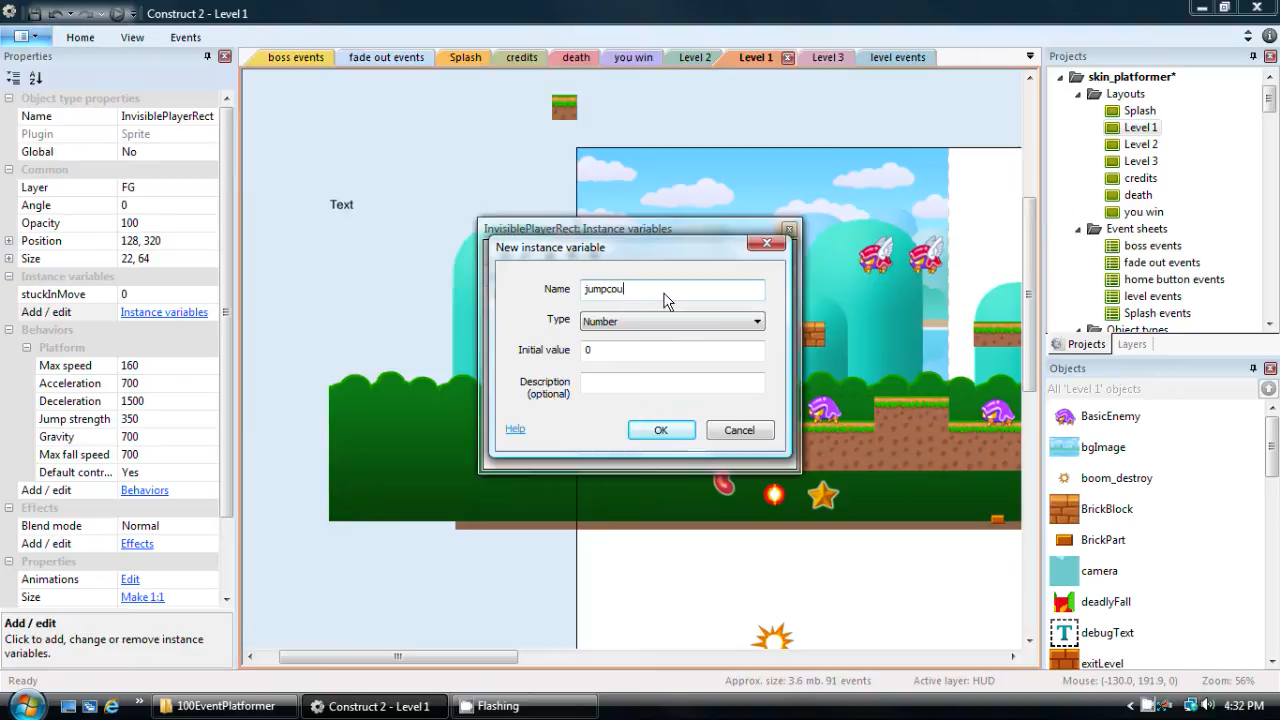 Construct 2 - Level 1
Home View Events
Properties
Object type properties
Name InvisiblePlayerRect
Plugin Sprite
Global No
Common
Layer FG
Angle 0
Opacity 100
Position 128, 320
Size 22, 64
Instance variables
stuckInMove 0
Add / edit Instance variables
Behaviors
Platform
Max speed 160
Acceleration 700
Deceleration 1500
Jump strength 350
Gravity 700
Max fall speed 700
Default contr... Yes
Add / edit Behaviors
Effects
Blend mode Normal
Add / edit Effects
Properties
Animations Edit
Size Make 1:1
Add / edit
Click to add, change or remove instance
variables.
boss events fade out events Splash credits death you win Level 2 Level 1 Level 3 level events
Text
InvisiblePlayerRect: Instance variables
New instance variable
Name jumpcou
Type Number
Initial value 0
Description
(optional)
Help OK Cancel
Projects
skin_platformer*
Layouts
Splash
Level 1
Level 2
Level 3
credits
death
you win
Event sheets
boss events
fade out events
home button events
level events
Splash events
Object types
Projects Layers
Objects
All 'Level 1' objects
BasicEnemy
bgImage
boom_destroy
BrickBlock
BrickPart
camera
deadlyFall
T debugText
exitLevel
Ready Approx. size: 3.6 mb. 91 events Active layer: HUD Mouse: (-130.0, 191.9, 0) Zoom: 56%
100EventPlatformer Construct 2 - Level 1 Flashing 4:32 PM